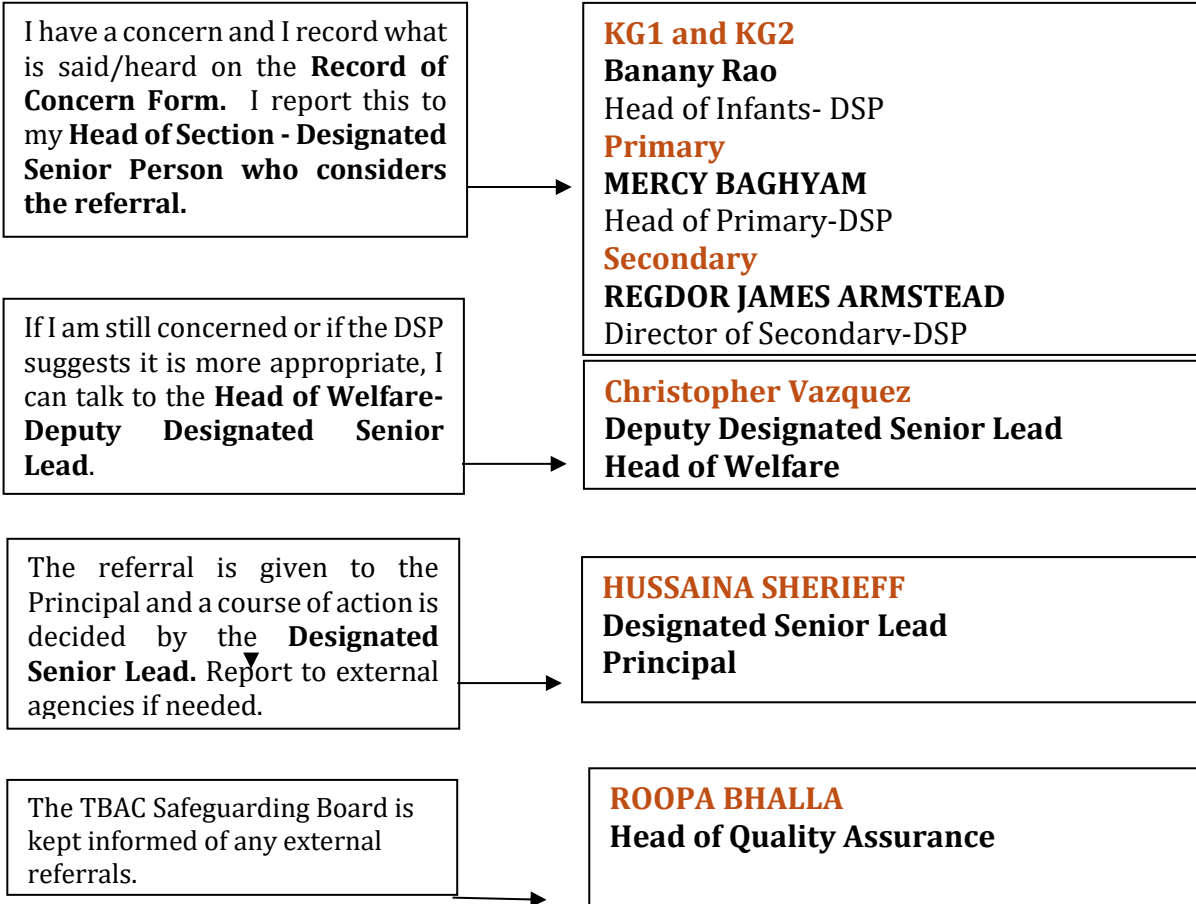 I have a concern and I record what
is said/heard on the Record of
Concern Form. I report this to
my Head of Section - Designated
Senior Person who considers
the referral.
KG1 and KG2
Banany Rao
Head of Infants- DSP
Primary
MERCY BAGHYAM
Head of Primary-DSP
Secondary
REGDOR JAMES ARMSTEAD
Director of Secondary-DSP
If I am still concerned or if the DSP
suggests it is more appropriate, I
can talk to the Head of Welfare-
Deputy Designated Senior
Lead.
Christopher Vazquez
Deputy Designated Senior Lead
Head of Welfare
The referral is given to the
Principal and a course of action is
decided by the Designated
Senior Lead. Report to external
agencies if needed.
HUSSAINA SHERIEFF
Designated Senior Lead
Principal
The TBAC Safeguarding Board is
kept informed of any external
referrals.
ROOPA BHALLA
Head of Quality Assurance